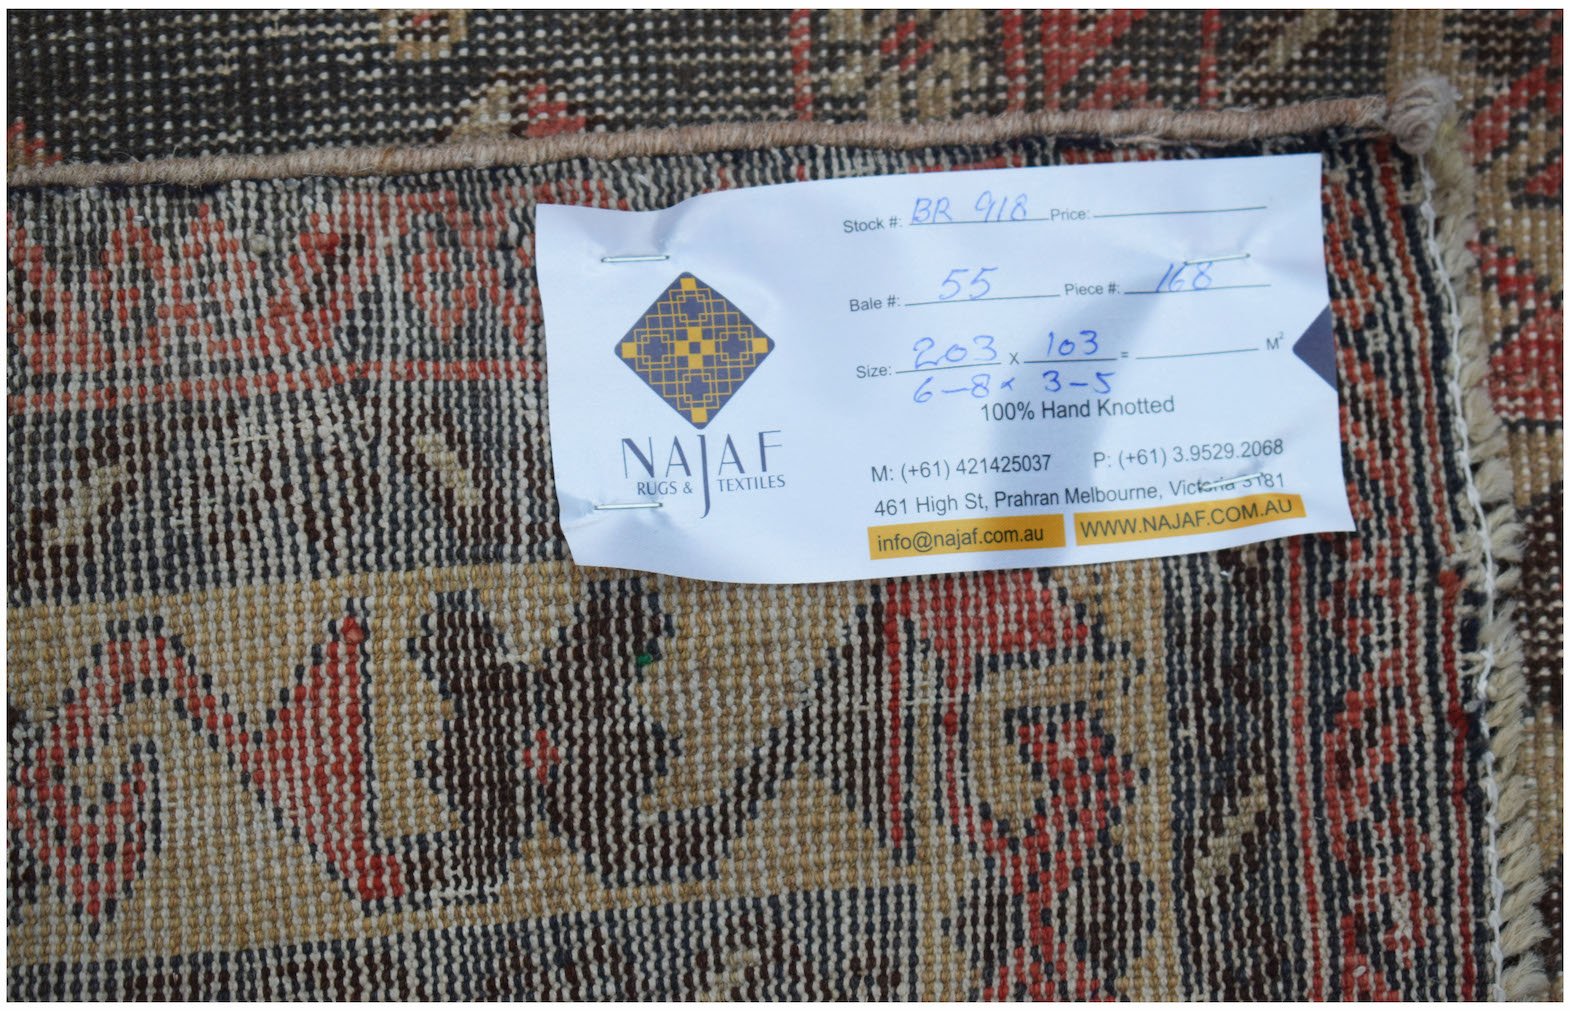 NAJAF
RUGS & TEXTILES
Stock #: BR 918 Price:
Bale #: 55 Piece #: 168
Size: 203 x 103 = M²
6-8 x 3-5
100% Hand Knotted
M: (+61) 421425037 P: (+61) 3.9529.2068
461 High St, Prahran Melbourne, Victoria 3181
info@najaf.com.au WWW.NAJAF.COM.AU